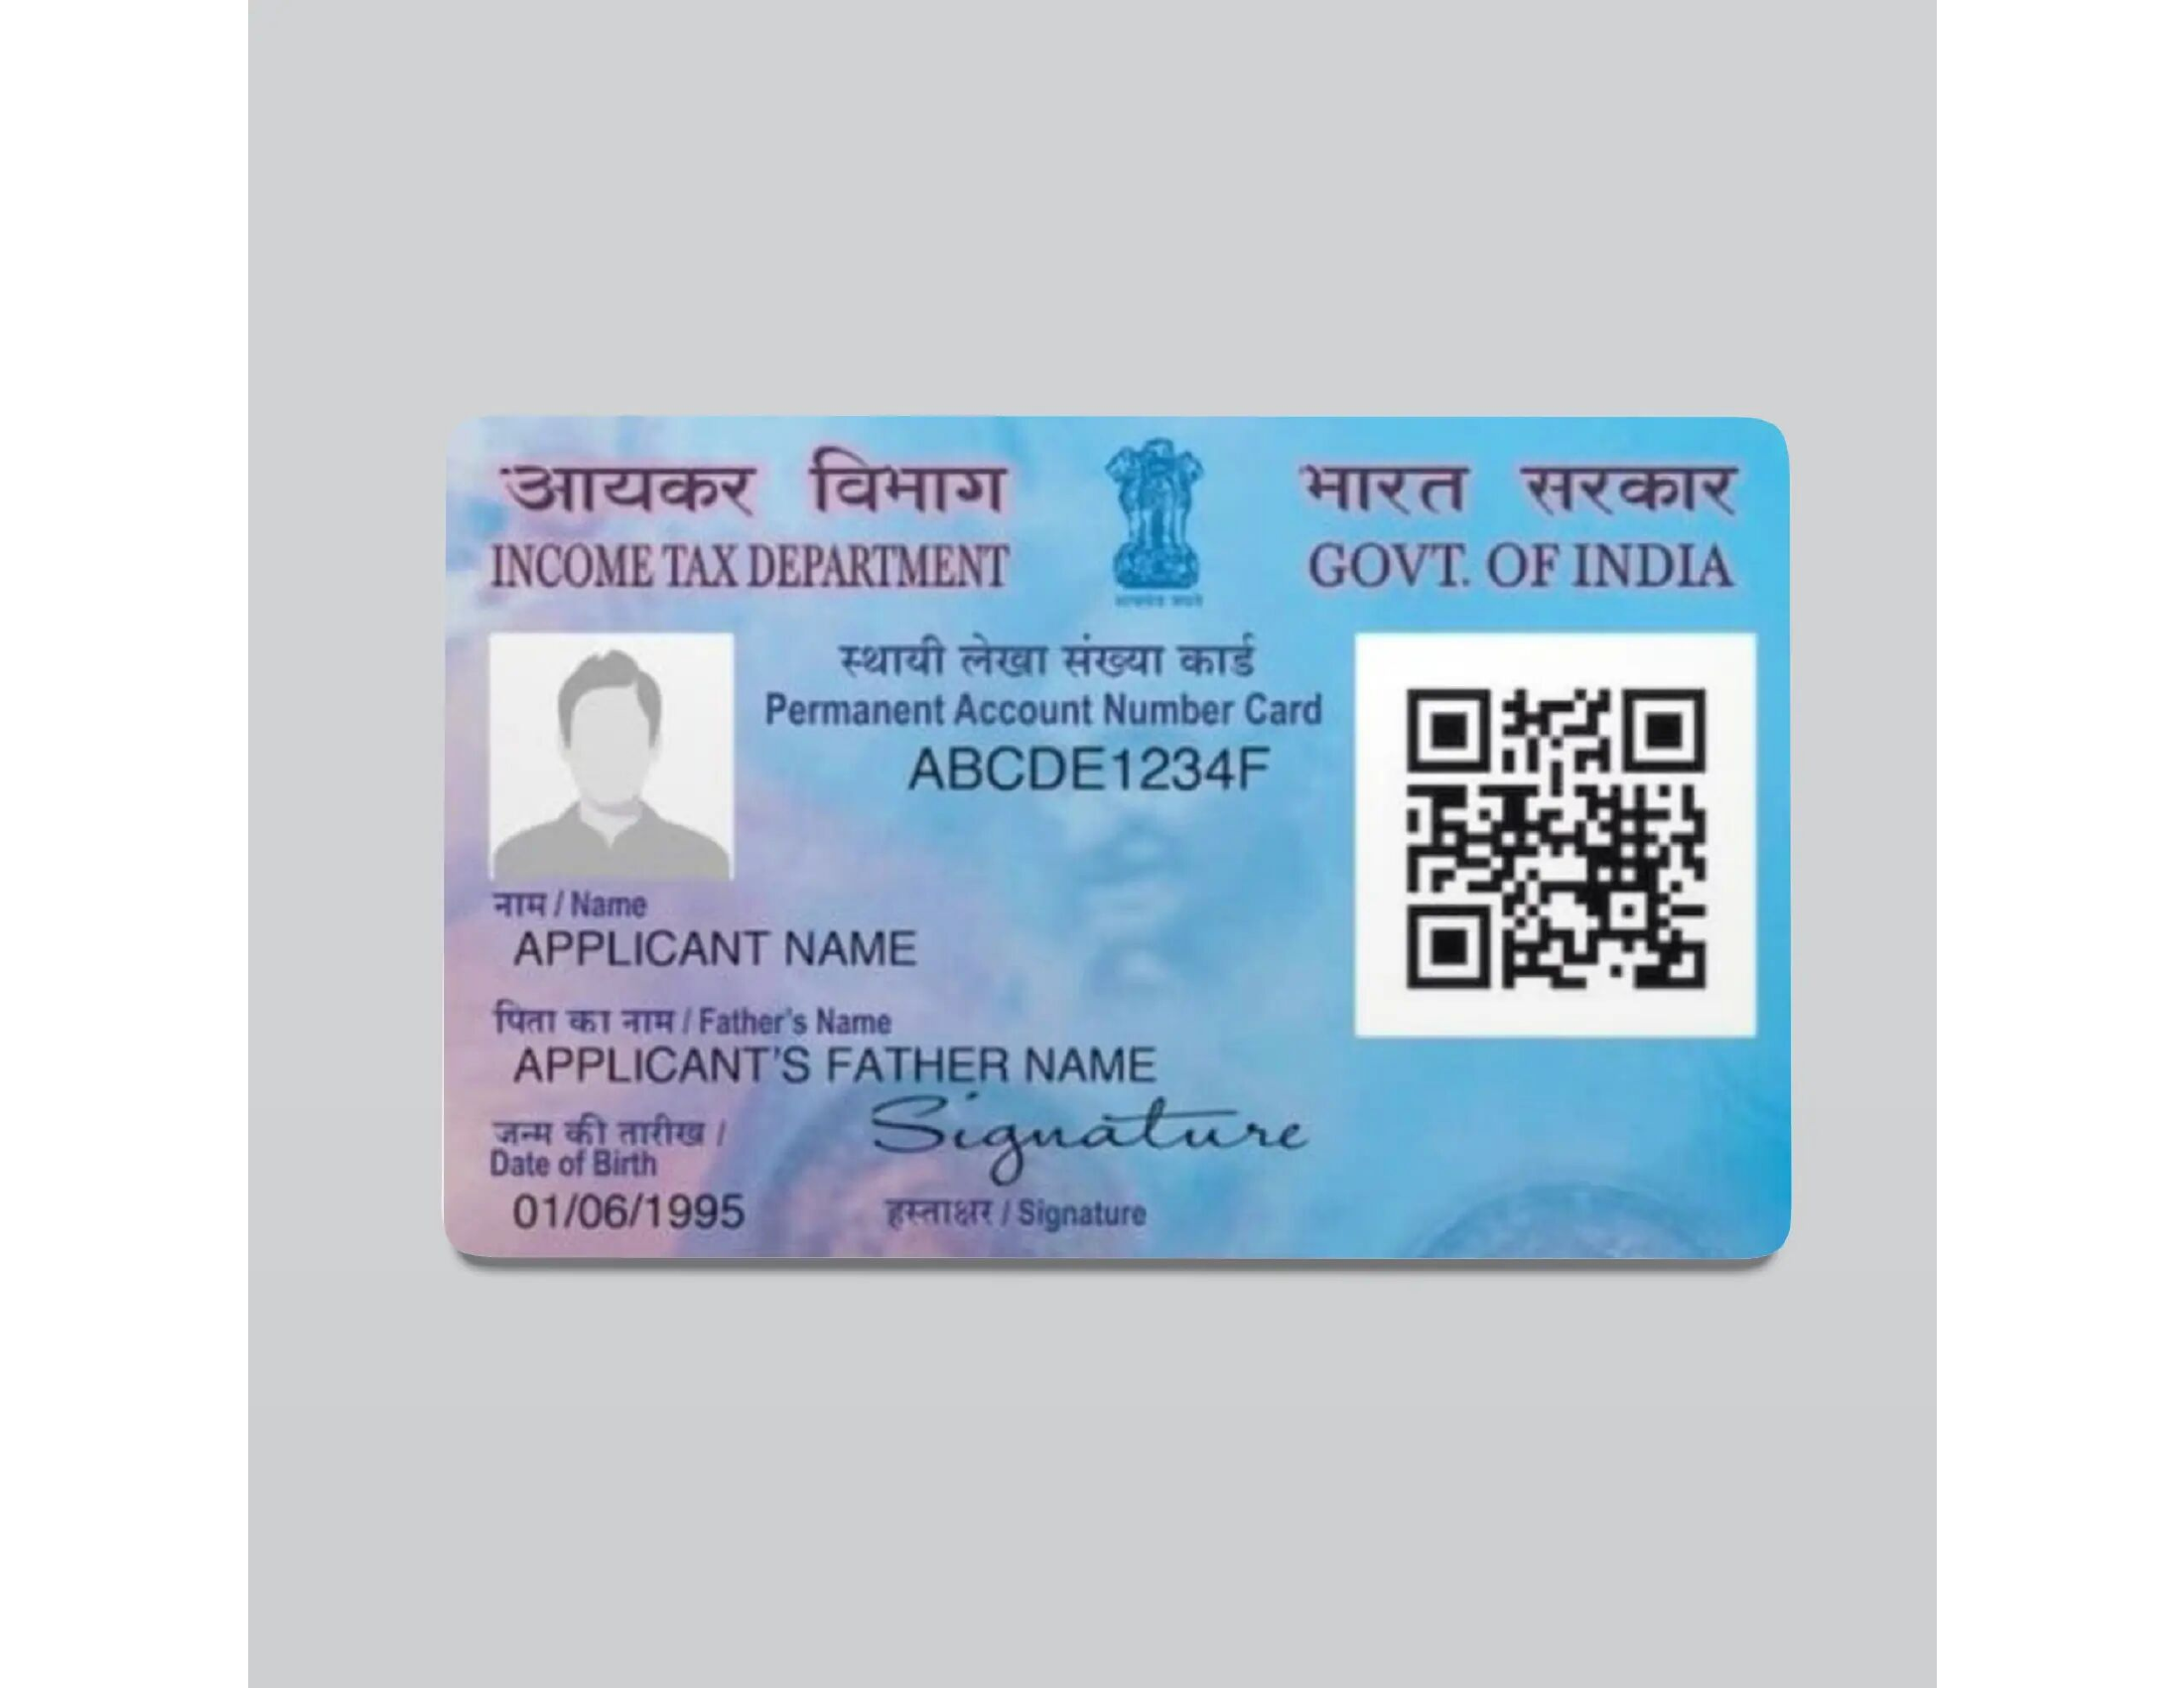 आयकर विभाग
INCOME TAX DEPARTMENT
भारत सरकार
GOVT. OF INDIA
स्थायी लेखा संख्या कार्ड
Permanent Account Number Card
ABCDE1234F
नाम / Name
APPLICANT NAME
पिता का नाम / Father's Name
APPLICANT'S FATHER NAME
जन्म की तारीख /
Date of Birth
01/06/1995
Signature
हस्ताक्षर / Signature